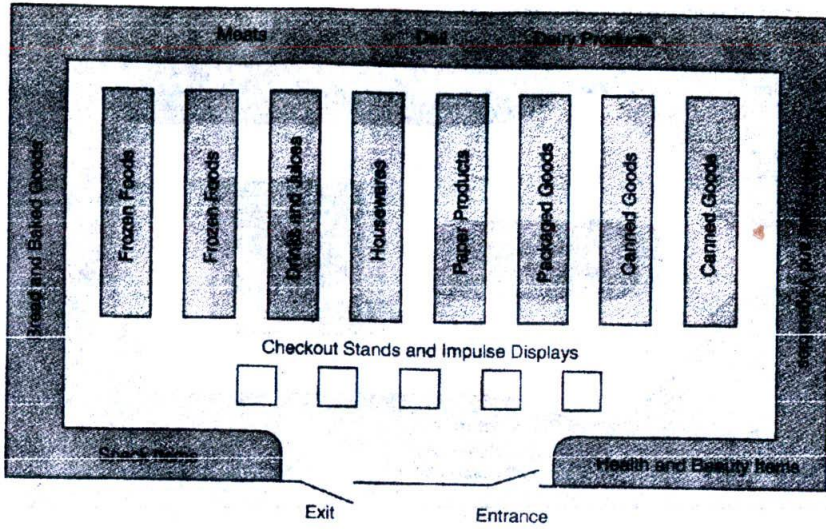 Meats Deli Dairy Products
Bread and Baked Goods
Frozen Foods
Frozen Foods
Drinks and Juices
Housewares
Paper Products
Packaged Goods
Canned Goods
Canned Goods
Checkout Stands and Impulse Displays
Snack Items
Health and Beauty Items
Exit
Entrance